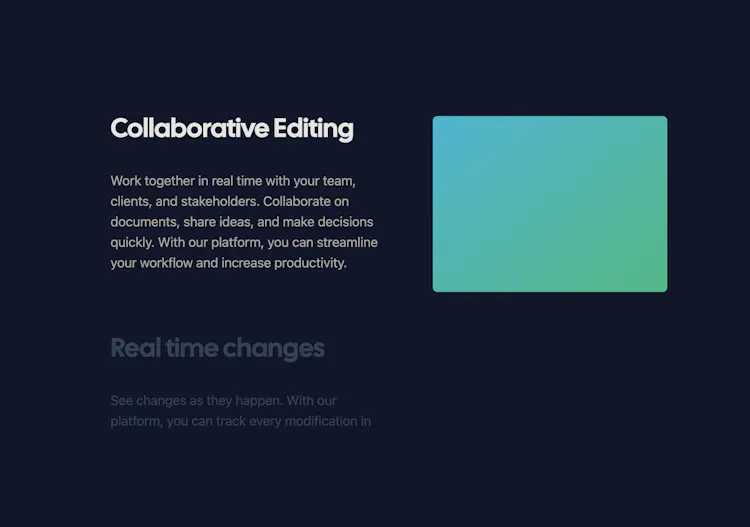 Collaborative Editing
Work together in real time with your team,
clients, and stakeholders. Collaborate on
documents, share ideas, and make decisions
quickly. With our platform, you can streamline
your workflow and increase productivity.
Real time changes
See changes as they happen. With our
platform, you can track every modification in